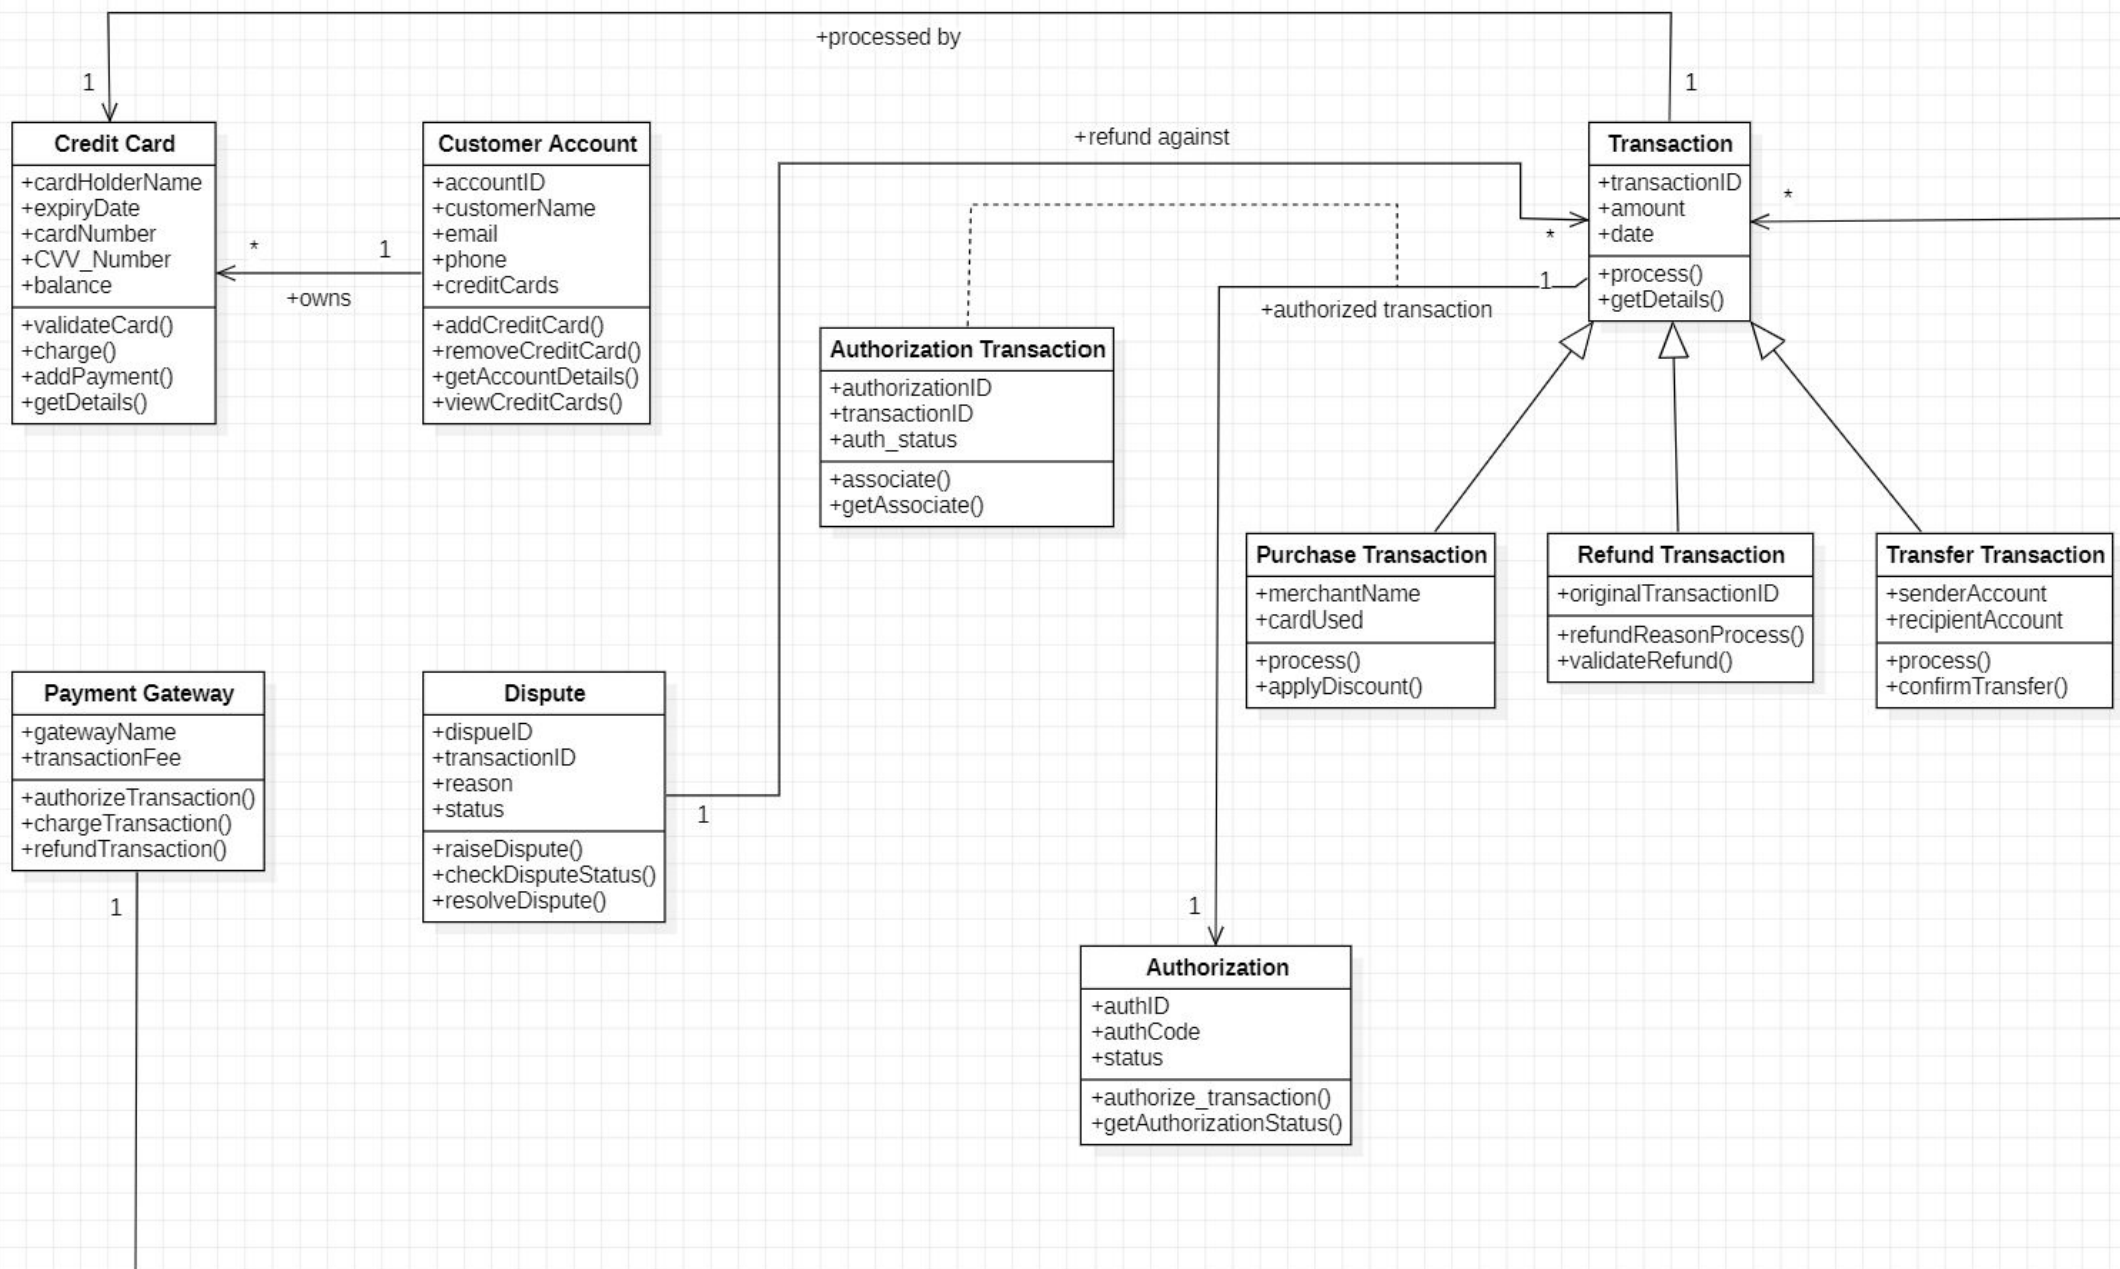 +processed by
1
1
Credit Card
+cardHolderName
+expiryDate
+cardNumber
+CVV_Number
+balance
+validateCard()
+charge()
+addPayment()
+getDetails()
*
1
+owns
Customer Account
+accountID
+customerName
+email
+phone
+creditCards
+addCreditCard()
+removeCreditCard()
+getAccountDetails()
+viewCreditCards()
+refund against
*
Transaction
+transactionID
+amount
+date
+process()
+getDetails()
*
1
+authorized transaction
Authorization Transaction
+authorizationID
+transactionID
+auth_status
+associate()
+getAssociate()
Purchase Transaction
+merchantName
+cardUsed
+process()
+applyDiscount()
Refund Transaction
+originalTransactionID
+refundReasonProcess()
+validateRefund()
Transfer Transaction
+senderAccount
+recipientAccount
+process()
+confirmTransfer()
Payment Gateway
+gatewayName
+transactionFee
+authorizeTransaction()
+chargeTransaction()
+refundTransaction()
1
Dispute
+dispueID
+transactionID
+reason
+status
+raiseDispute()
+checkDisputeStatus()
+resolveDispute()
1
1
Authorization
+authID
+authCode
+status
+authorize_transaction()
+getAuthorizationStatus()